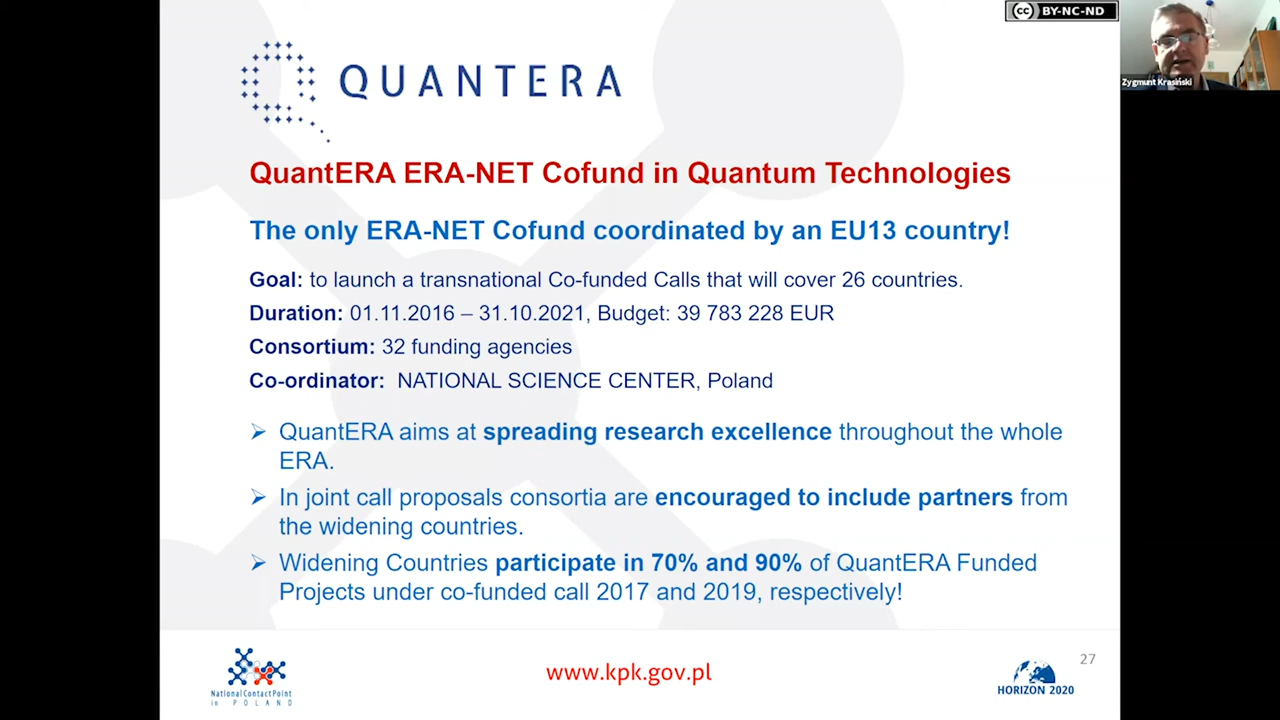 cc BY-NC-ND
Zygmunt Krasiński
QUANTERA
QuantERA ERA-NET Cofund in Quantum Technologies
The only ERA-NET Cofund coordinated by an EU13 country!
Goal: to launch a transnational Co-funded Calls that will cover 26 countries.
Duration: 01.11.2016 – 31.10.2021, Budget: 39 783 228 EUR
Consortium: 32 funding agencies
Co-ordinator: NATIONAL SCIENCE CENTER, Poland
➢ QuantERA aims at spreading research excellence throughout the whole
ERA.
➢ In joint call proposals consortia are encouraged to include partners from
the widening countries.
➢ Widening Countries participate in 70% and 90% of QuantERA Funded
Projects under co-funded call 2017 and 2019, respectively!
National Contact Point
in POLAND
www.kpk.gov.pl
HORIZON 2020
27